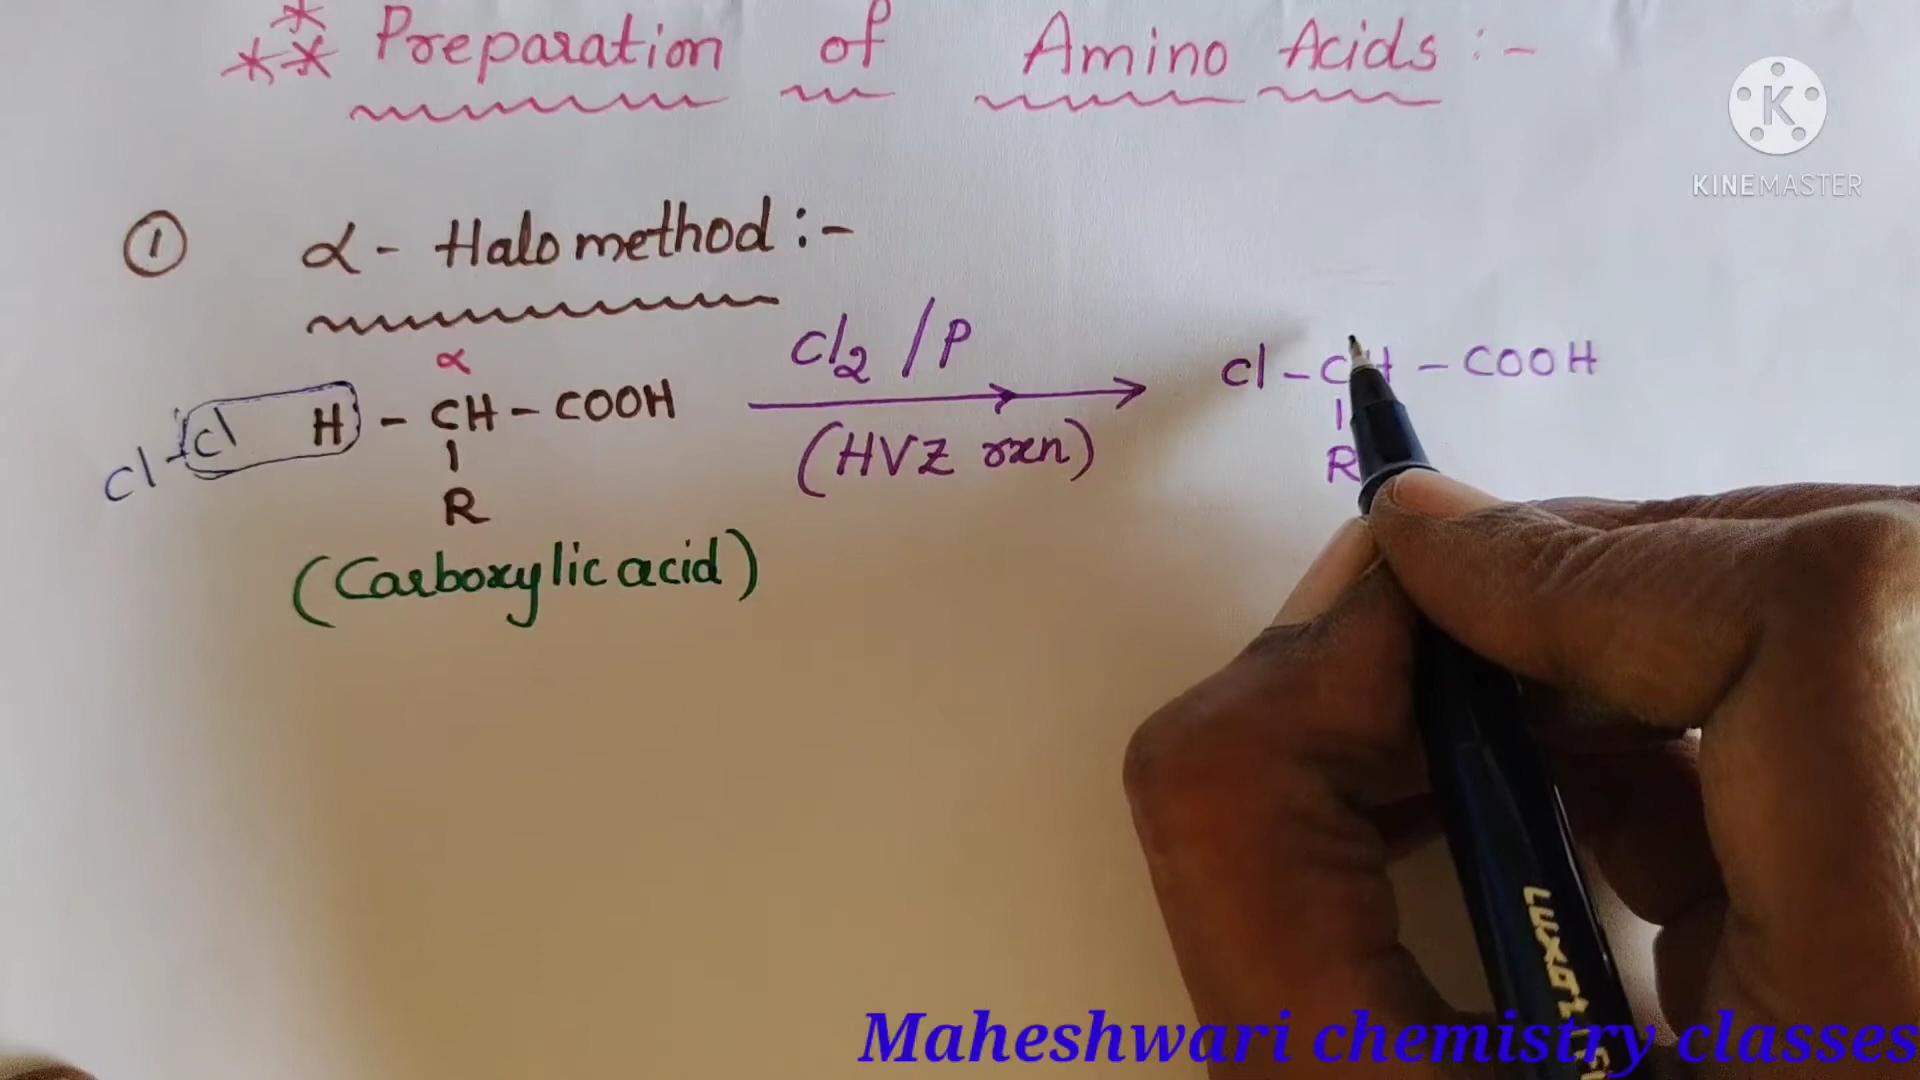 *** Preparation of Amino Acids :-
K
KINEMASTER
① α - Halo method :-
α
Cl-Cl H - CH - COOH
R
Cl2 / P
(HVZ rxn)
Cl - CH - COOH
R
(Carboxylic acid)
LUXOR
Maheshwari chemistry classes